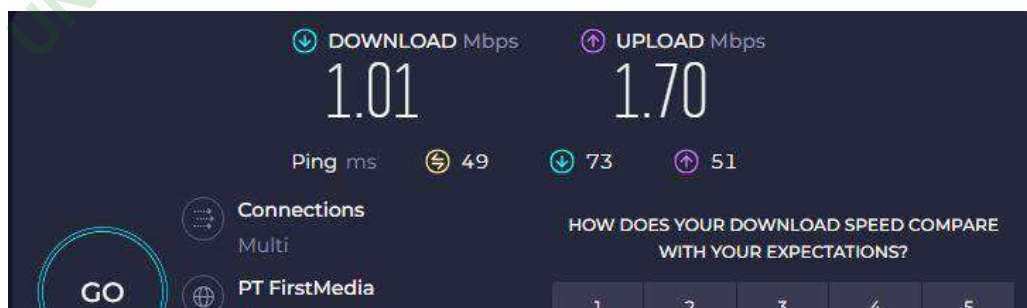 DOWNLOAD Mbps
UPLOAD Mbps
1.01
1.70
Ping ms 49 73 51
Connections
Multi
HOW DOES YOUR DOWNLOAD SPEED COMPARE
WITH YOUR EXPECTATIONS?
GO
PT FirstMedia
1 2 3 4 5